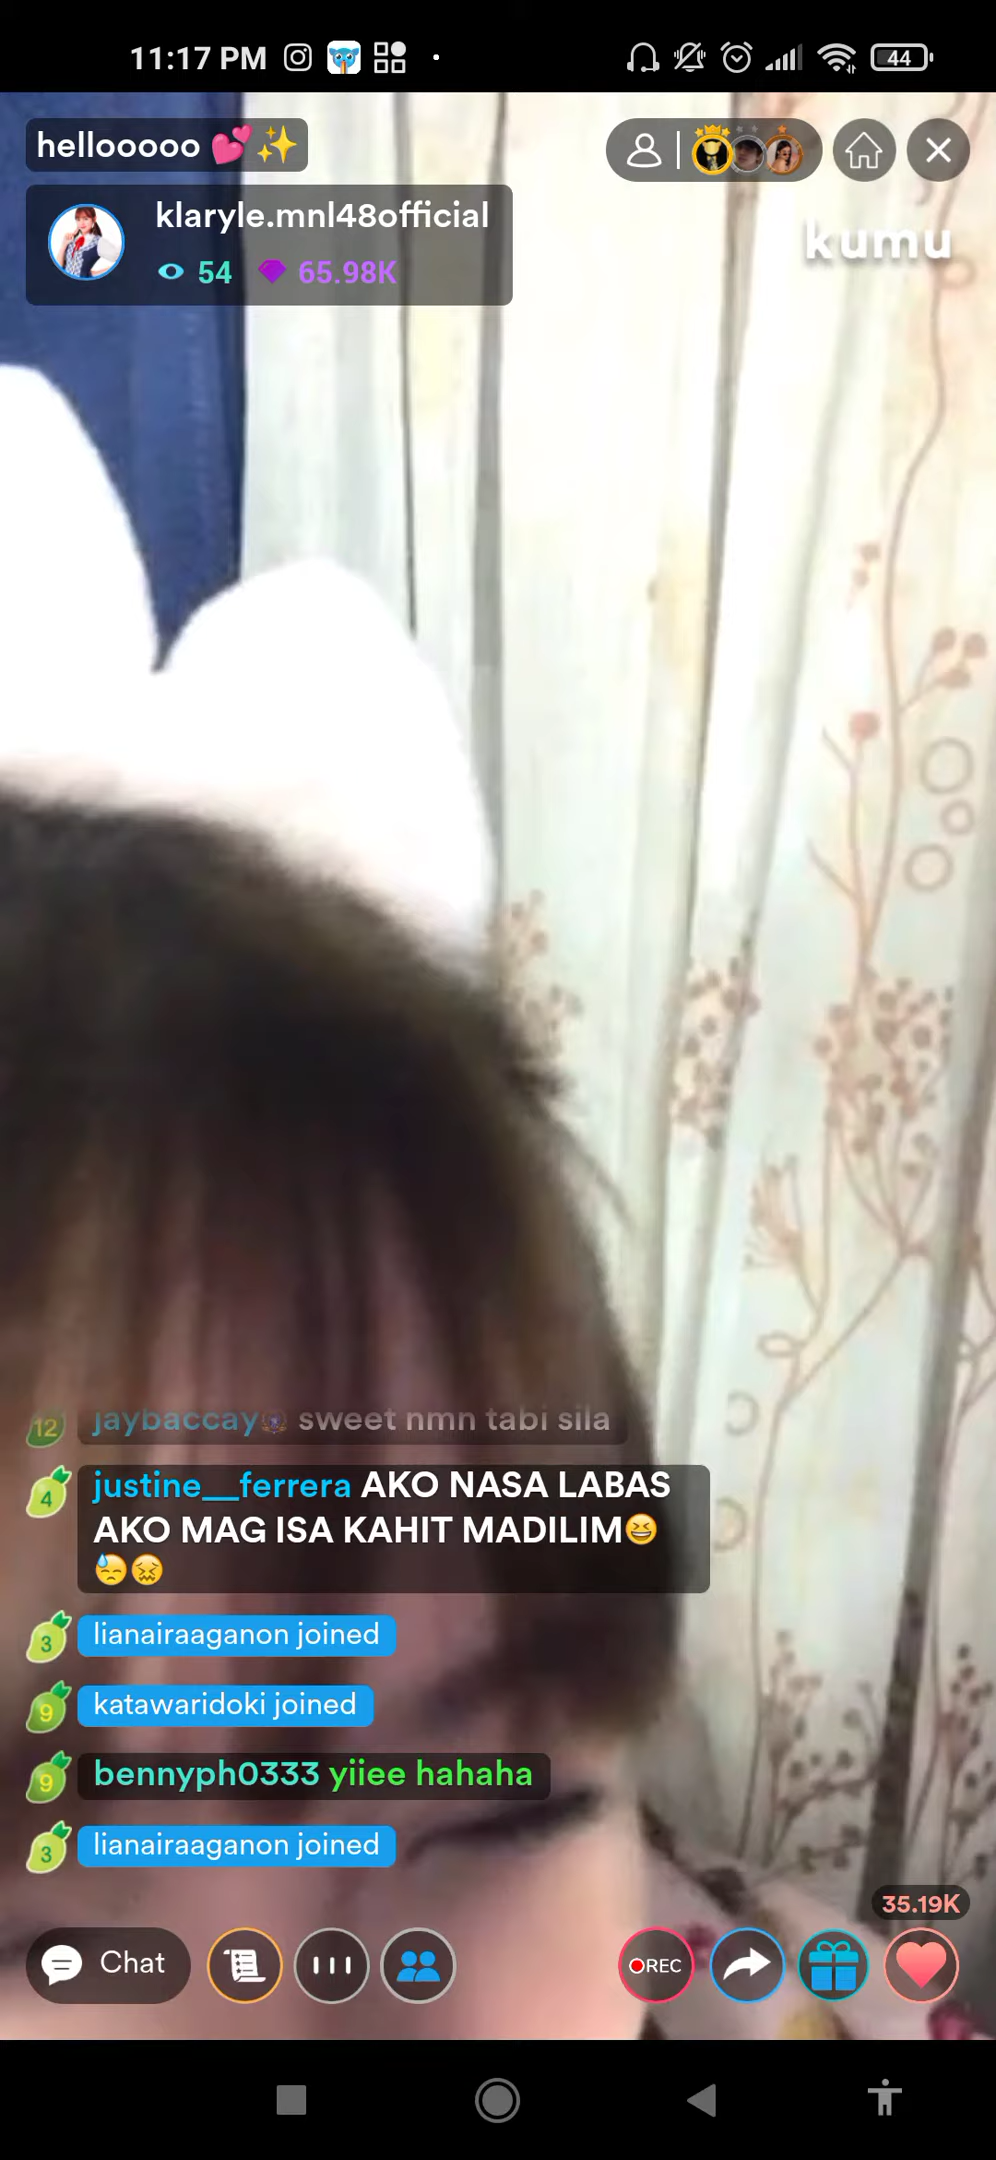 11:17 PM
44
hellooooo 💕✨
klaryle.mnl48official
54 65.98K
kumu
12 jaybaccay sweet nmn tabi sila
4 justine__ferrera AKO NASA LABAS
AKO MAG ISA KAHIT MADILIM😆
😓😖
3 lianairaaganon joined
9 katawaridoki joined
9 bennyph0333 yiiee hahaha
3 lianairaaganon joined
35.19K
Chat
REC